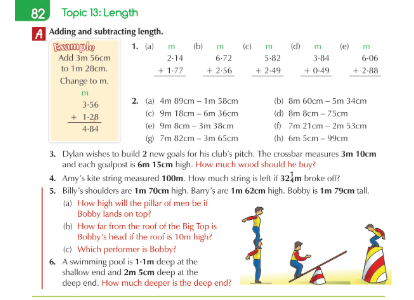 82 Topic 13: Length
A Adding and subtracting length.
Example
Add 3m 56cm
to 1m 28cm.
Change to m.
m
3·56
+ 1·28
4·84
1. (a) m (b) m (c) m (d) m (e) m
2·14 6·72 5·82 3·84 6·06
+ 1·77 + 2·56 + 2·49 + 0·49 + 2·88
2. (a) 4m 89cm – 1m 58cm (b) 8m 60cm – 5m 34cm
(c) 9m 18cm – 6m 36cm (d) 8m 8cm – 75cm
(e) 9m 8cm – 3m 38cm (f) 7m 21cm – 2m 53cm
(g) 7m 82cm – 3m 65cm (h) 6m 5cm – 99cm
3. Dylan wishes to build 2 new goals for his club's pitch. The crossbar measures 3m 10cm
and each goalpost is 6m 15cm high. How much wood should he buy?
4. Amy's kite string measured 100m. How much string is left if 32 m broke off?
5. Billy's shoulders are 1m 70cm high. Barry's are 1m 62cm high. Bobby is 1m 79cm tall.
(a) How high will the pillar of men be if
Bobby lands on top?
(b) How far from the roof of the Big Top is
Bobby's head if the roof is 10m high?
(c) Which performer is Bobby?
6. A swimming pool is 1·1m deep at the
shallow end and 2m 5cm deep at the
deep end. How much deeper is the deep end?